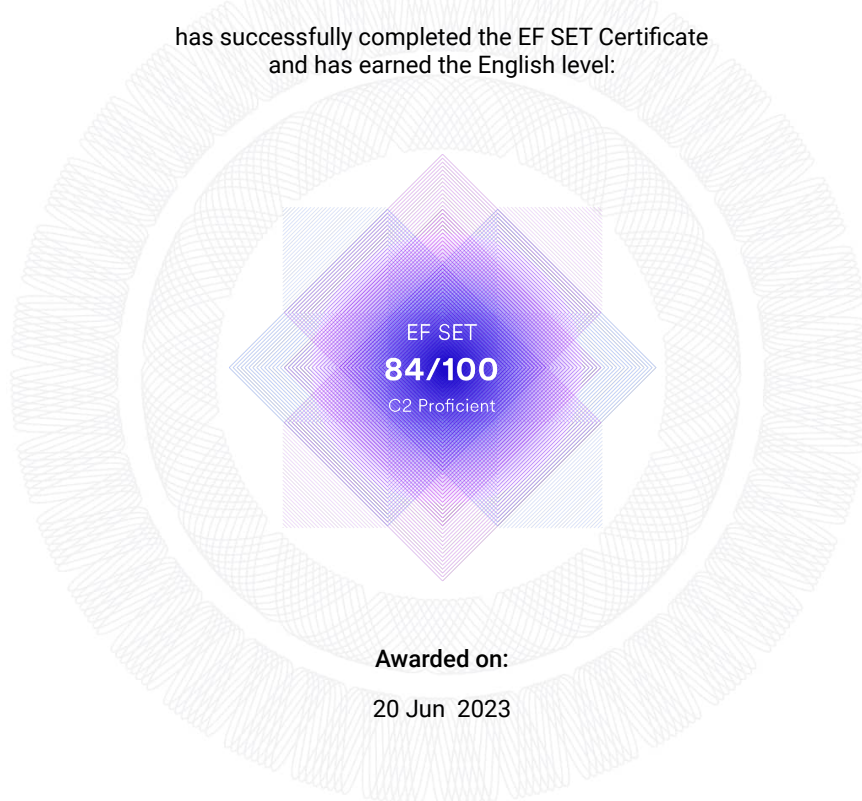 has successfully completed the EF SET Certificate
and has earned the English level:
EF SET
84/100
C2 Proficient
Awarded on:
20 Jun 2023